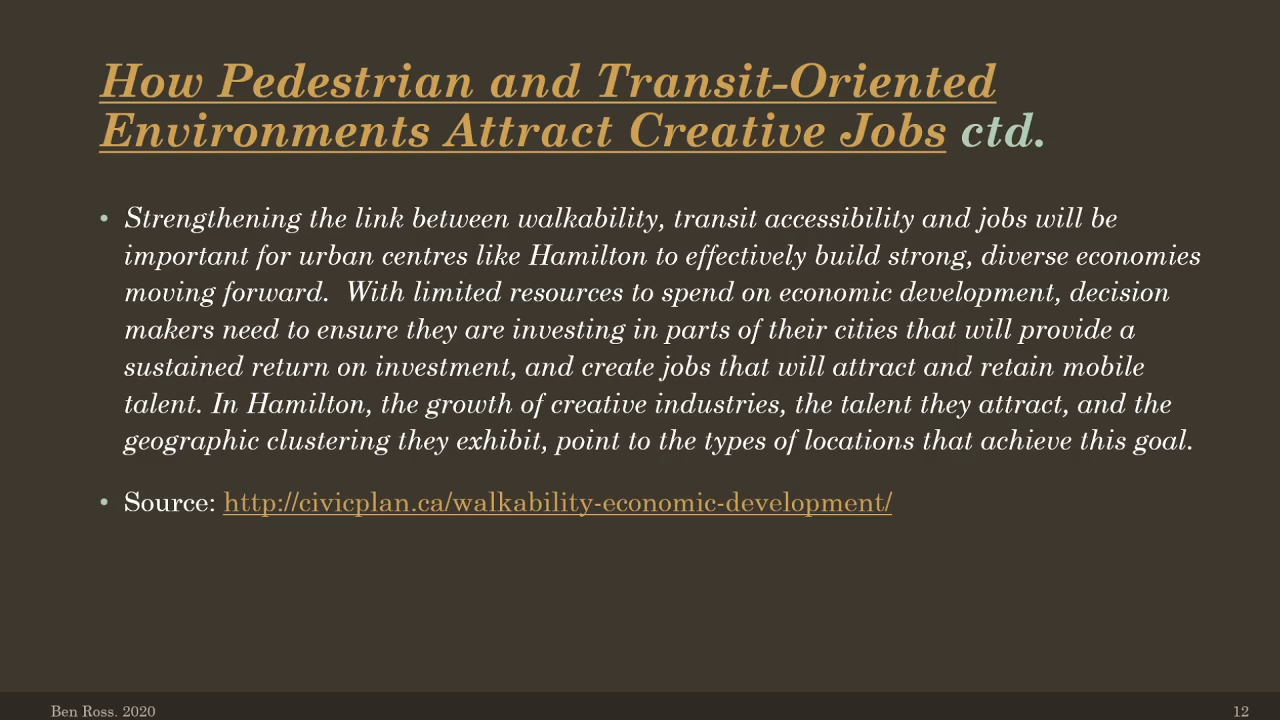 How Pedestrian and Transit-Oriented
Environments Attract Creative Jobs ctd.
• Strengthening the link between walkability, transit accessibility and jobs will be
important for urban centres like Hamilton to effectively build strong, diverse economies
moving forward.  With limited resources to spend on economic development, decision
makers need to ensure they are investing in parts of their cities that will provide a
sustained return on investment, and create jobs that will attract and retain mobile
talent. In Hamilton, the growth of creative industries, the talent they attract, and the
geographic clustering they exhibit, point to the types of locations that achieve this goal.
• Source: http://civicplan.ca/walkability-economic-development/
Ben Ross. 2020
12